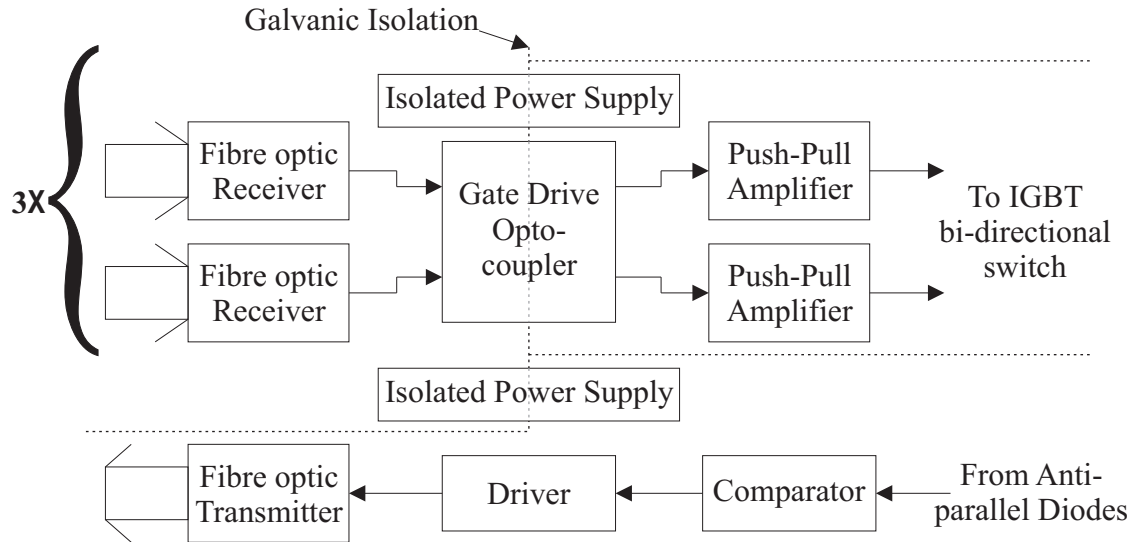 Galvanic Isolation
Isolated Power Supply
3X
Fibre optic
Receiver
Gate Drive
Opto-
coupler
Push-Pull
Amplifier
To IGBT
bi-directional
switch
Fibre optic
Receiver
Push-Pull
Amplifier
Isolated Power Supply
Fibre optic
Transmitter
Driver
Comparator
From Anti-
parallel Diodes